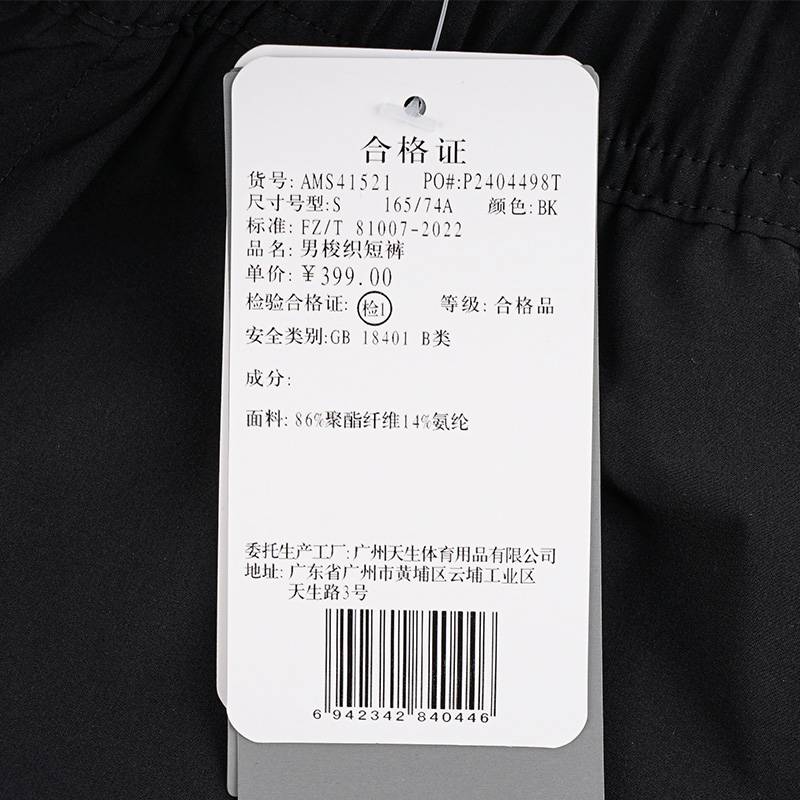 合格证
货号: AMS41521 PO#:P2404498T
尺寸号型:S 165/74A 颜色:BK
标准: FZ/T 81007-2022
品名: 男梭织短裤
单价: ¥399.00
检验合格证: 检1 等级: 合格品
安全类别:GB 18401 B类
成分:
面料: 86%聚酯纤维14%氨纶
委托生产工厂:广州天生体育用品有限公司
地址: 广东省广州市黄埔区云埔工业区
天生路3号
6 942342 840446